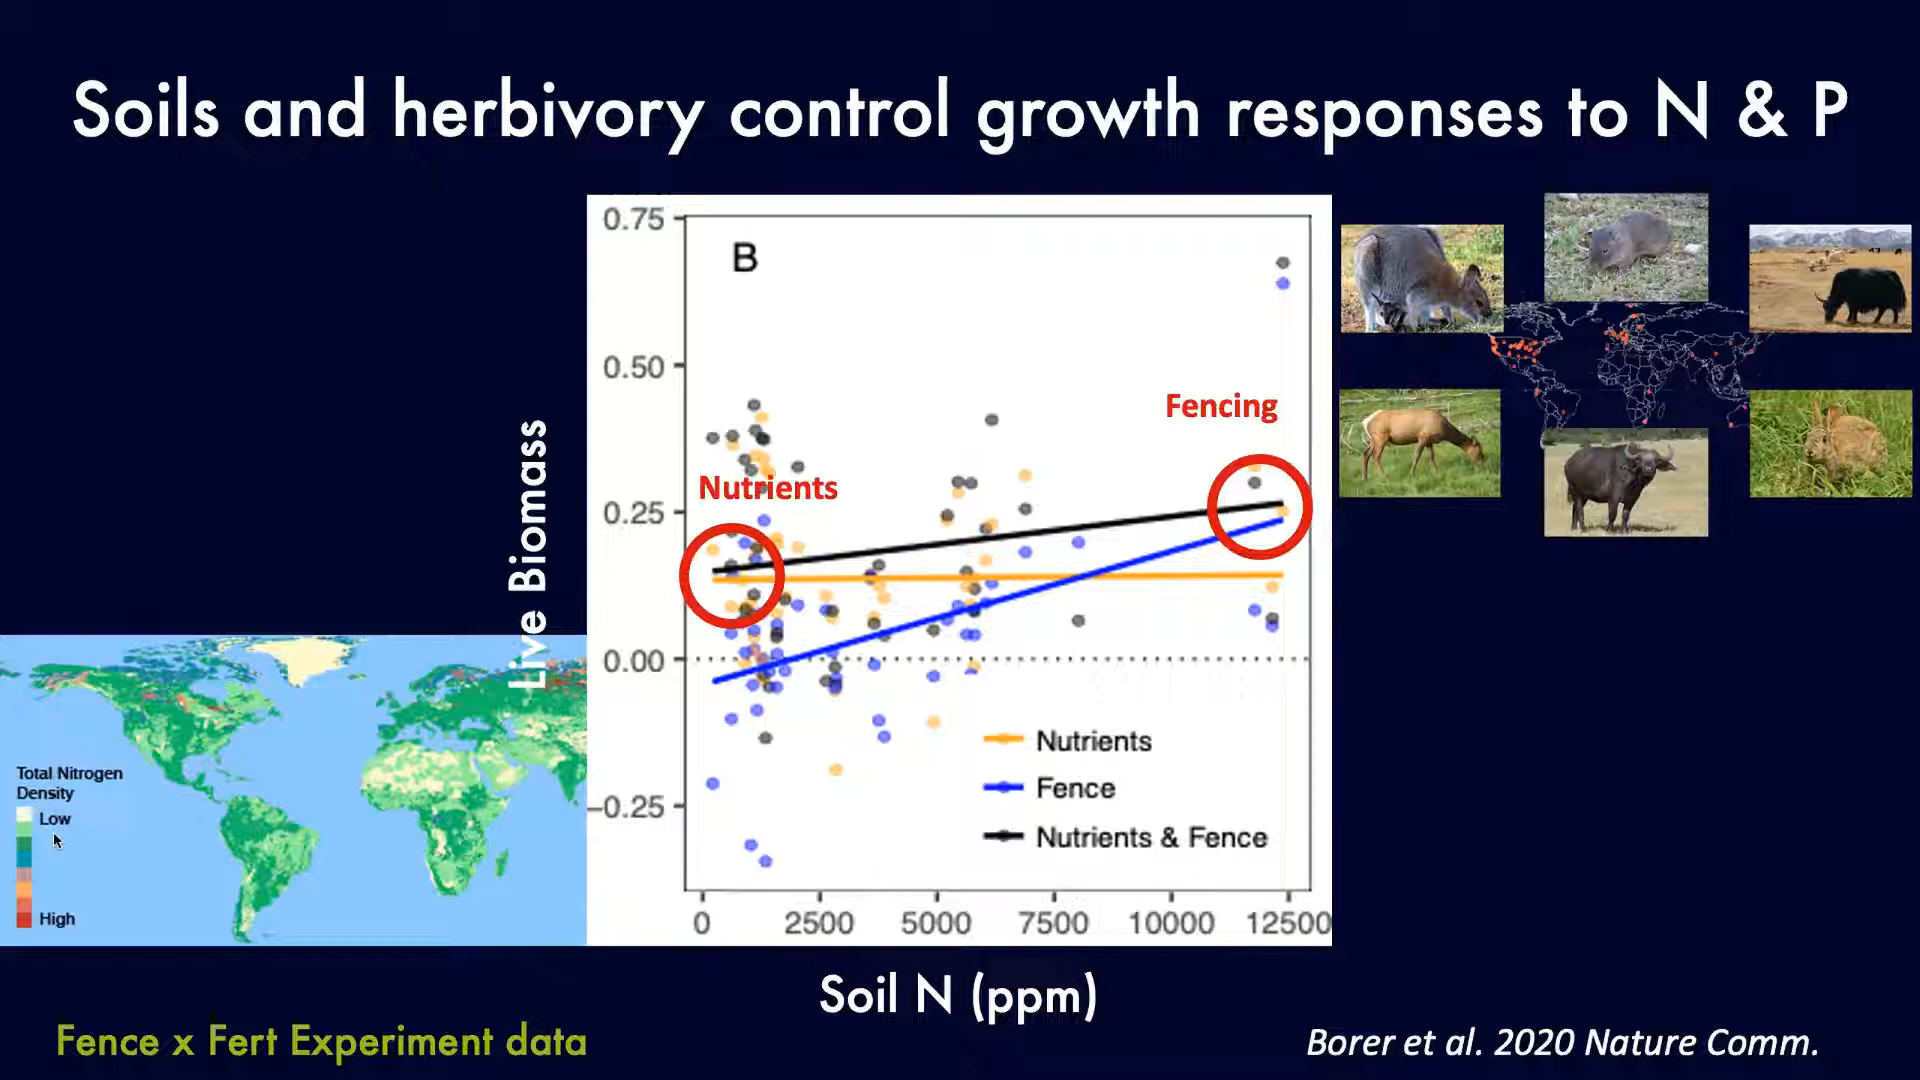 Soils and herbivory control growth responses to N & P
0.75
0.50
0.25
0.00
−0.25
B
Nutrients
Fencing
Live Biomass
Nutrients
Fence
Nutrients & Fence
0 2500 5000 7500 10000 12500
Soil N (ppm)
Total Nitrogen
Density
Low
High
Fence x Fert Experiment data
Borer et al. 2020 Nature Comm.